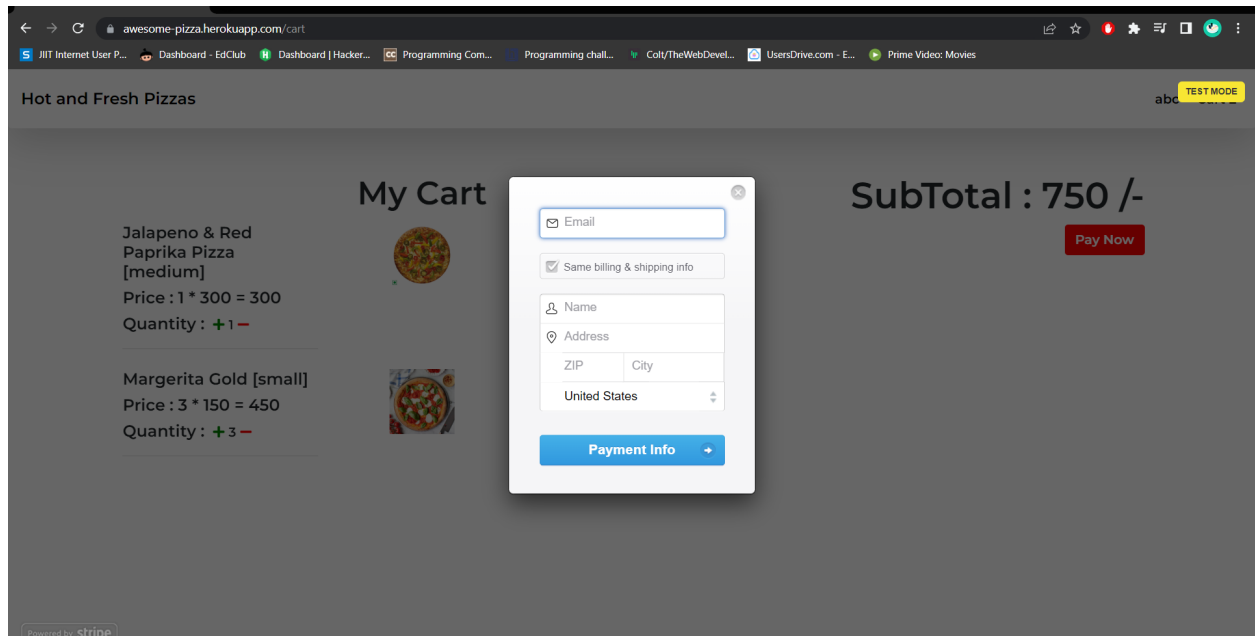 awesome-pizza.herokuapp.com/cart
JIIT Internet User P... Dashboard - EdClub Dashboard | Hacker... Programming Com... Programming chall... Colt/TheWebDevel... UsersDrive.com - E... Prime Video: Movies
Hot and Fresh Pizzas
TEST MODE
My Cart
SubTotal : 750 /-
Pay Now
Jalapeno & Red
Paprika Pizza
[medium]
Price : 1 * 300 = 300
Quantity : + 1 −
Margerita Gold [small]
Price : 3 * 150 = 450
Quantity : + 3 −
Email
Same billing & shipping info
Name
Address
ZIP City
United States
Payment Info
Powered by stripe